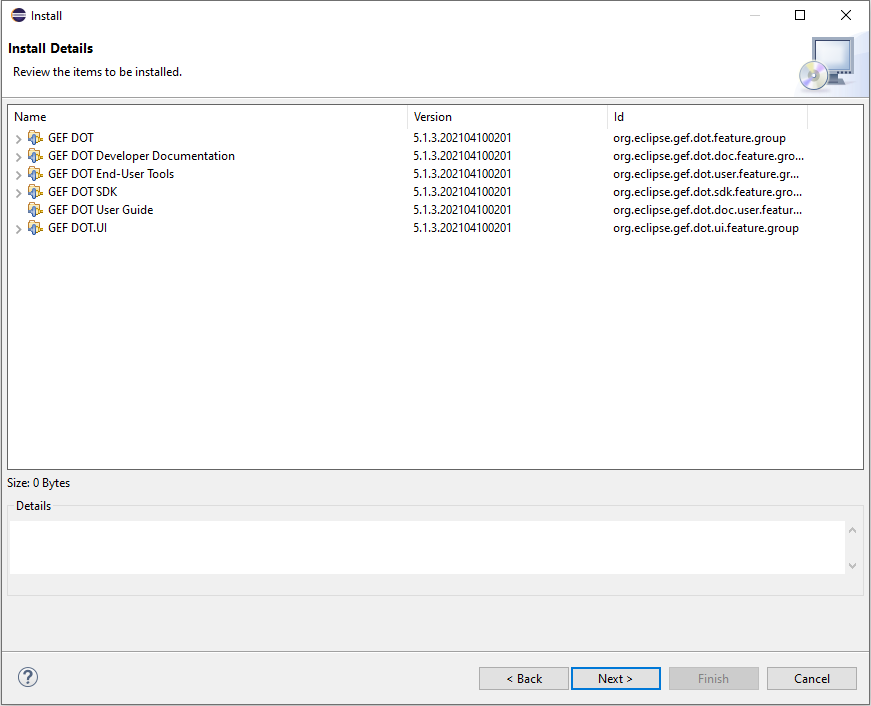 Install
Install Details
Review the items to be installed.
Name Version Id
GEF DOT 5.1.3.202104100201 org.eclipse.gef.dot.feature.group
GEF DOT Developer Documentation 5.1.3.202104100201 org.eclipse.gef.dot.doc.feature.gro...
GEF DOT End-User Tools 5.1.3.202104100201 org.eclipse.gef.dot.user.feature.gr...
GEF DOT SDK 5.1.3.202104100201 org.eclipse.gef.dot.sdk.feature.gro...
GEF DOT User Guide 5.1.3.202104100201 org.eclipse.gef.dot.doc.user.featur...
GEF DOT.UI 5.1.3.202104100201 org.eclipse.gef.dot.ui.feature.group
Size: 0 Bytes
Details
? < Back Next > Finish Cancel